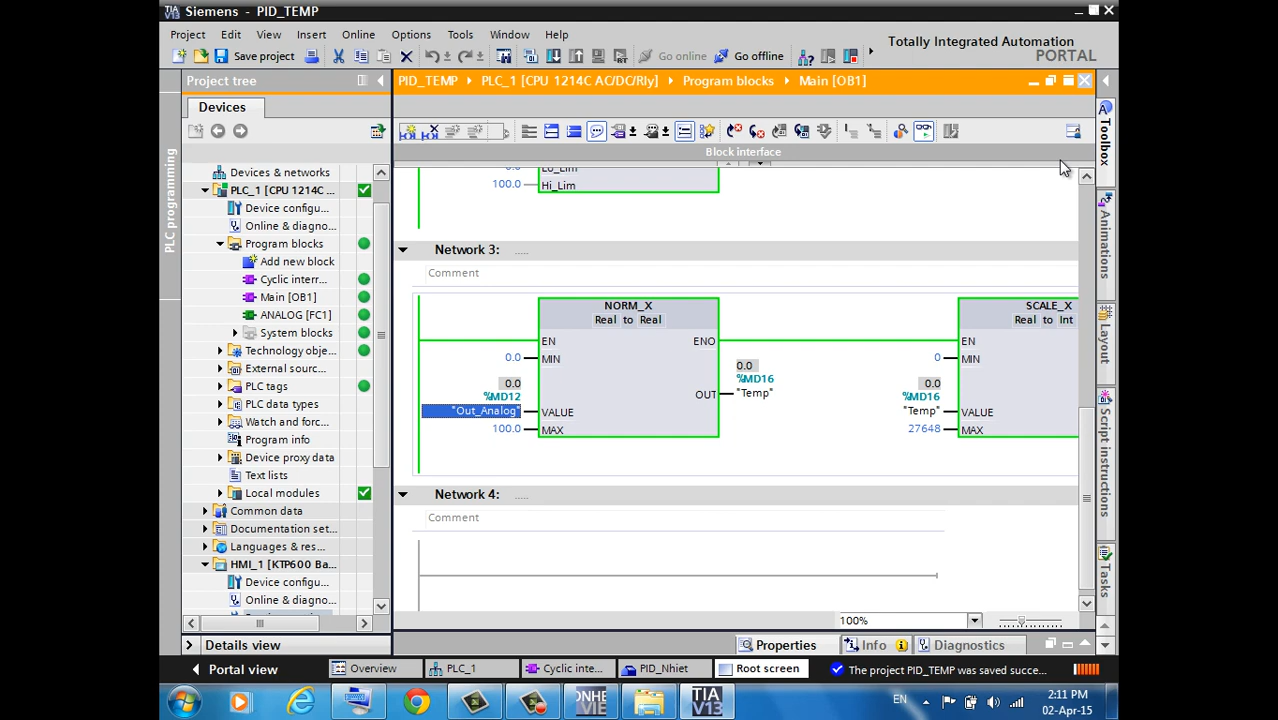 Siemens - PID_TEMP
Project Edit View Insert Online Options Tools Window Help
Totally Integrated Automation
PORTAL
Save project
Go online
Go offline
Project tree
PID_TEMP PLC_1 [CPU 1214C AC/DC/Rly] Program blocks Main [OB1]
Devices
Block interface
Devices & networks
PLC_1 [CPU 1214C ...
Device configu...
Online & diagno...
Program blocks
Add new block
Cyclic interr...
Main [OB1]
ANALOG [FC1]
System blocks
Technology obje...
External sourc...
PLC tags
PLC data types
Watch and forc...
Program info
Device proxy data
Text lists
Local modules
Common data
Documentation set...
Languages & res...
HMI_1 [KTP600 Ba...
Device configu...
Online & diagno...
PLC programming
0.0 Lo_Lim
100.0 Hi_Lim
Network 3: .....
Comment
NORM_X
Real to Real
EN ENO
0.0 MIN
0.0
%MD12
"Out_Analog" VALUE
100.0 MAX
0.0
%MD16
OUT "Temp"
SCALE_X
Real to Int
EN
0 MIN
0.0
%MD16
"Temp" VALUE
27648 MAX
Network 4: .....
Comment
100%
Toolbox
Animations
Layout
Script instructions
Tasks
Properties Info Diagnostics
Details view
Portal view Overview PLC_1 Cyclic inte... PID_Nhiet Root screen The project PID_TEMP was saved succe...
TIA
V13
EN
2:11 PM
02-Apr-15